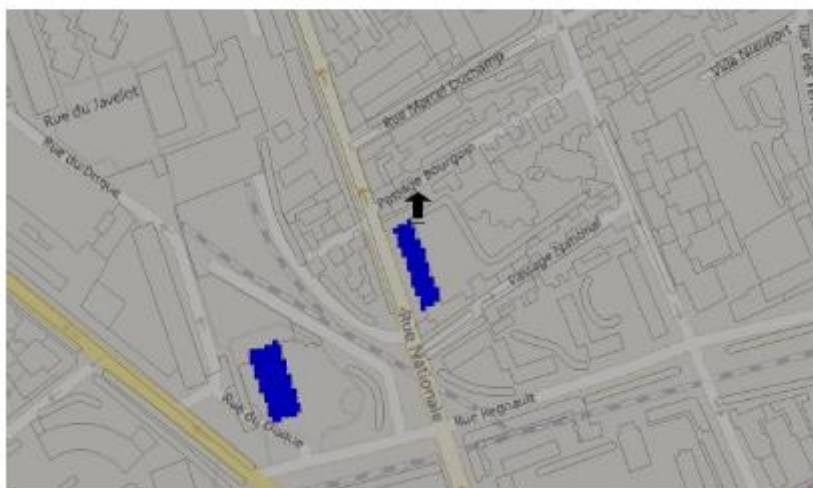 Villa Nieuport
Rue Marcel Duchamp
Rue du Javelot
Rue du Disque
Passage Bourgoin
Passage National
Rue Nationale
Rue du Disque
Rue Regnault